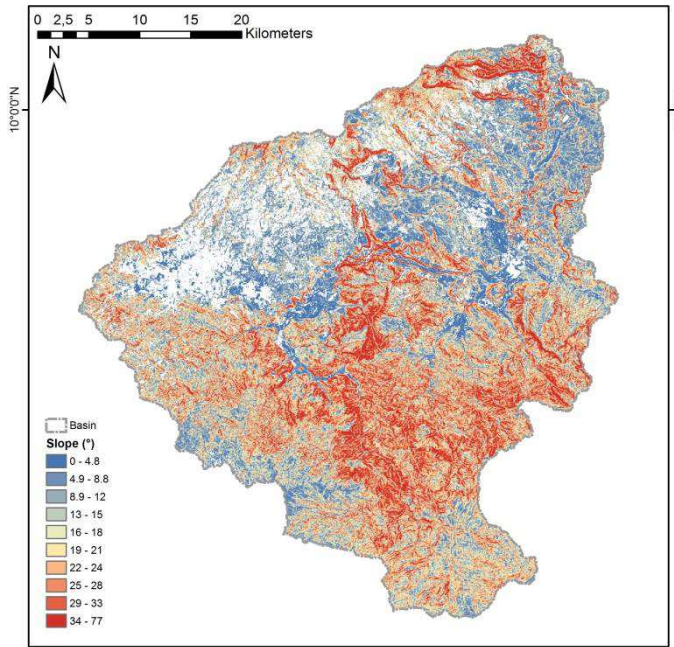 0 2,5 5 10 15 20
Kilometers
N
10°0'0"N
Basin
Slope (°)
0 - 4.8
4.9 - 8.8
8.9 - 12
13 - 15
16 - 18
19 - 21
22 - 24
25 - 28
29 - 33
34 - 77